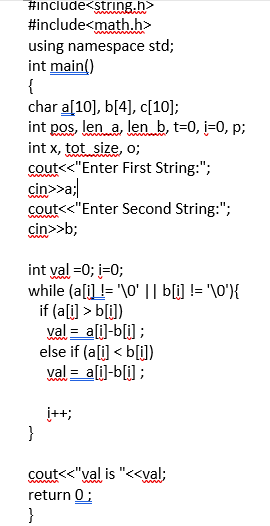 #include<string.h>
#include<math.h>
using namespace std;
int main()
{
char a[10], b[4], c[10];
int pos, len_a, len_b, t=0, i=0, p;
int x, tot_size, o;
cout<<"Enter First String:";
cin>>a;
cout<<"Enter Second String:";
cin>>b;
int val =0; i=0;
while (a[i] != '\0' || b[i] != '\0'){
if (a[i] > b[i])
val = a[i]-b[i] ;
else if (a[i] < b[i])
val = a[i]-b[i] ;
i++;
}
cout<<"val is "<<val;
return 0 ;
}